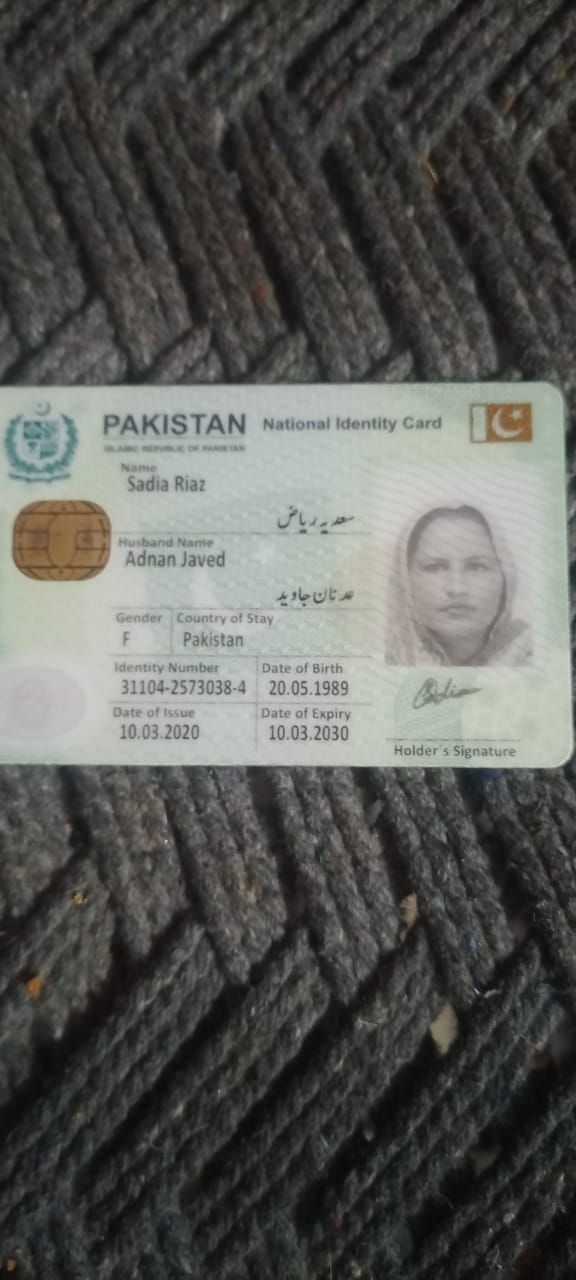 PAKISTAN National Identity Card
ISLAMIC REPUBLIC OF PAKISTAN
Name
Sadia Riaz
سعدیہ ریاض
Husband Name
Adnan Javed
عدنان جاوید
Gender Country of Stay
F Pakistan
Identity Number Date of Birth
31104-2573038-4 20.05.1989
Date of Issue Date of Expiry
10.03.2020 10.03.2030
Holder's Signature